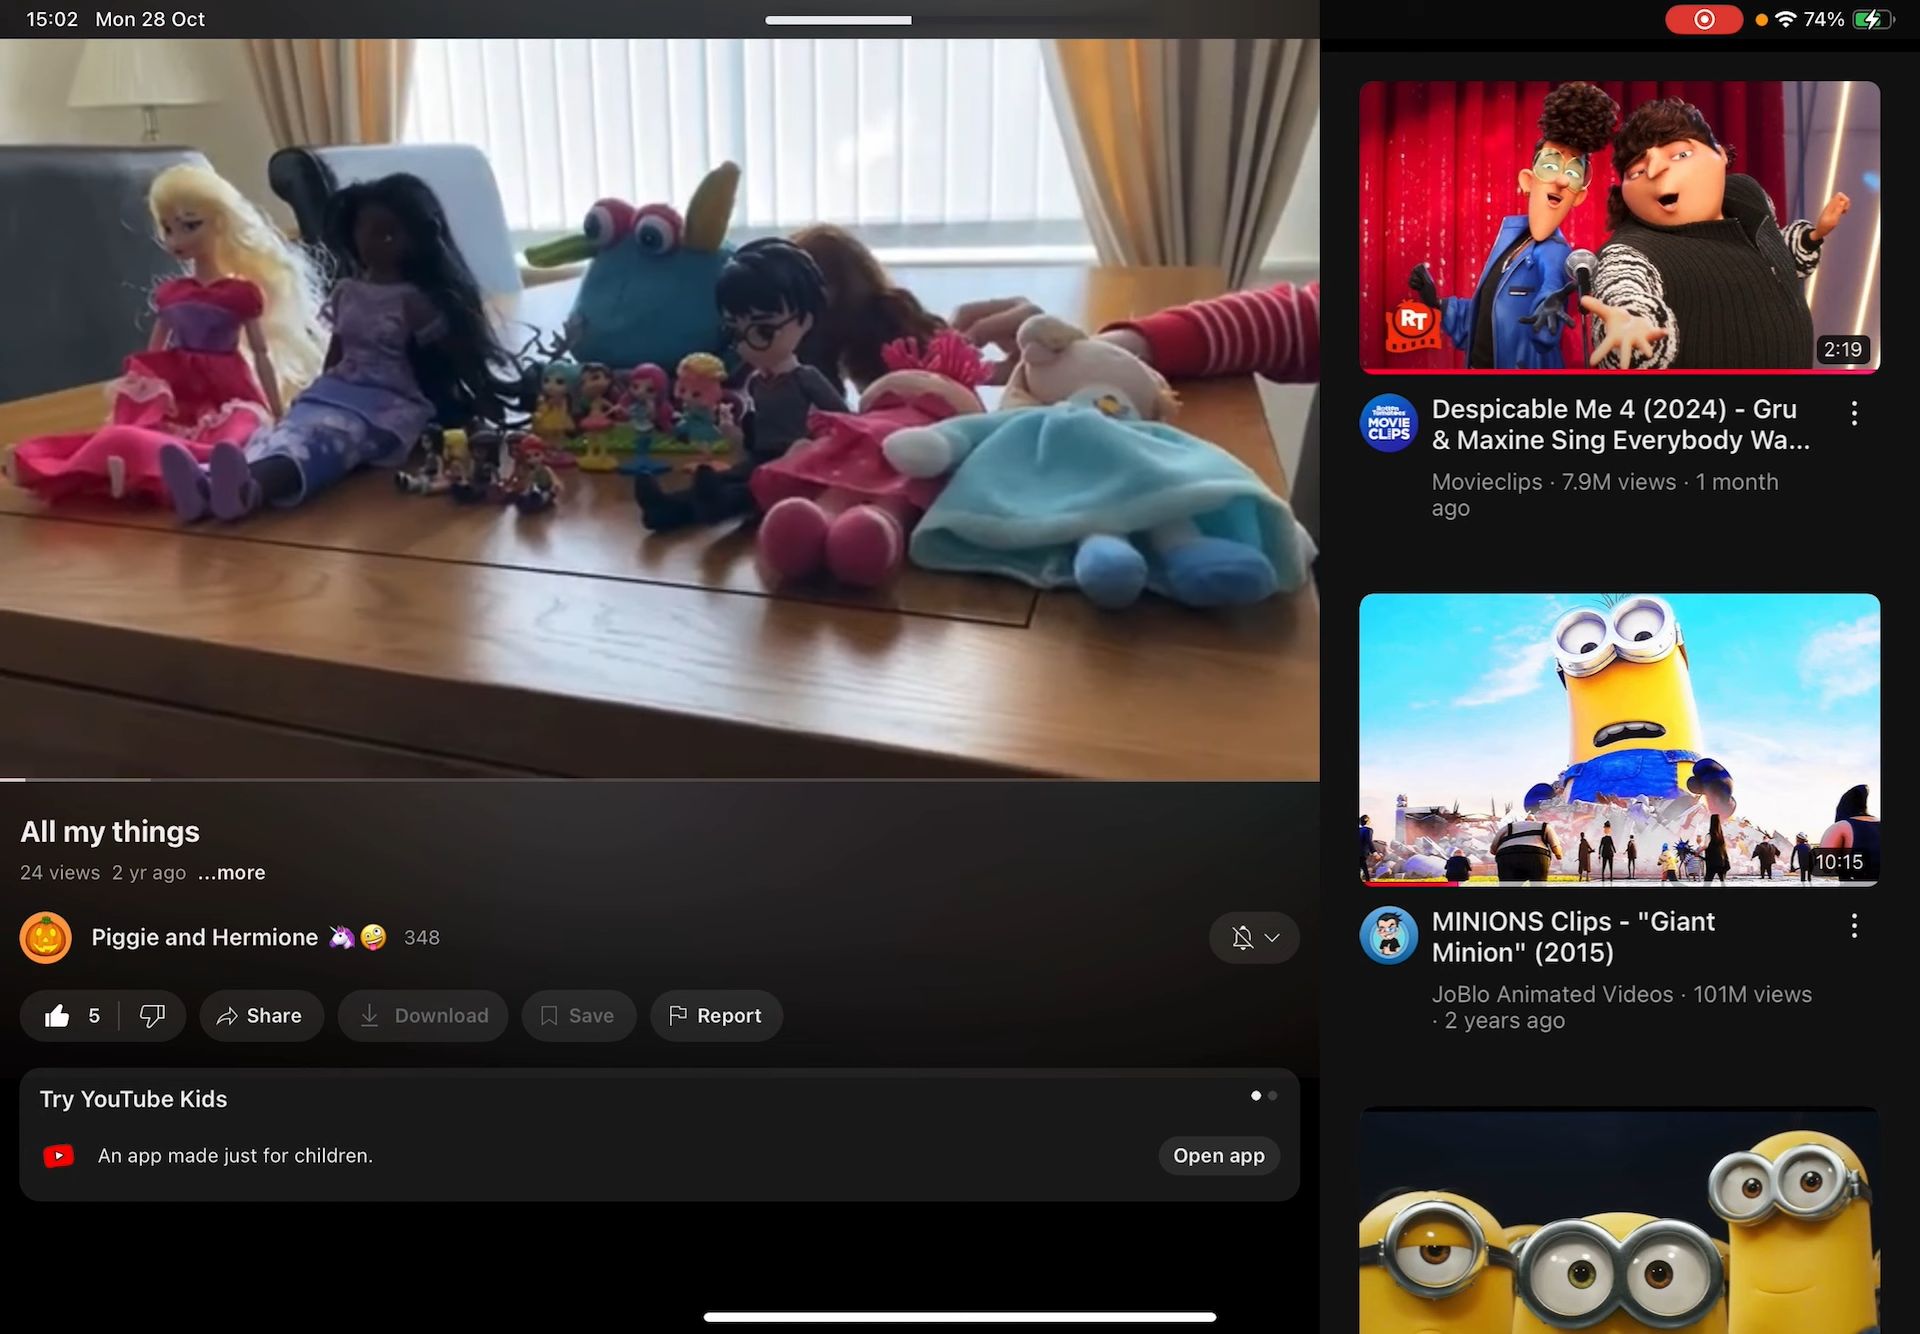 15:02 Mon 28 Oct
74%
All my things
24 views 2 yr ago ...more
Piggie and Hermione 🦄🤪 348
5
Share
Download
Save
Report
Try YouTube Kids
An app made just for children.
Open app
RT
2:19
Rotten Tomatoes
MOVIE
CLIPS
Despicable Me 4 (2024) - Gru
& Maxine Sing Everybody Wa...
Movieclips · 7.9M views · 1 month
ago
10:15
MINIONS Clips - "Giant
Minion" (2015)
JoBlo Animated Videos · 101M views
· 2 years ago